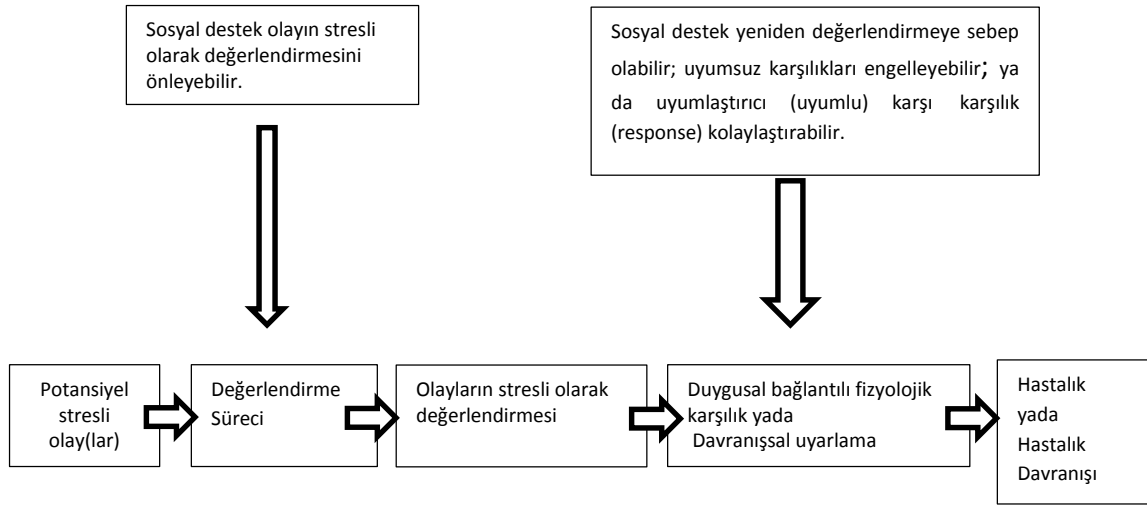 Sosyal destek olayın stresli
olarak değerlendirmesini
önleyebilir.
Sosyal destek yeniden değerlendirmeye sebep
olabilir; uyumsuz karşılıkları engelleyebilir; ya
da uyumlaştırıcı (uyumlu) karşı karşılık
(response) kolaylaştırabilir.
Potansiyel
stresli
olay(lar)
Değerlendirme
Süreci
Olayların stresli olarak
değerlendirmesi
Duygusal bağlantılı fizyolojik
karşılık yada
Davranışsal uyarlama
Hastalık
yada
Hastalık
Davranışı